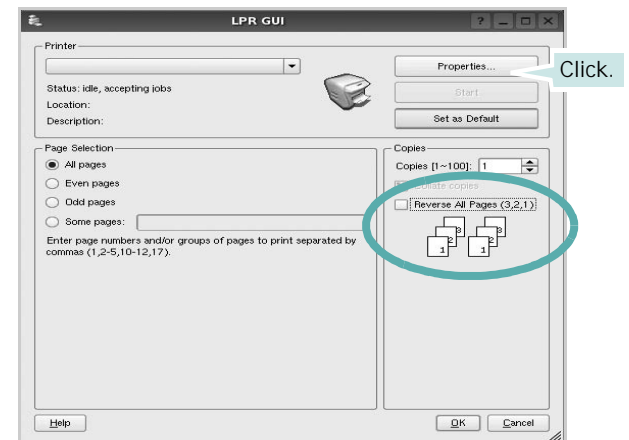 LPR GUI
Printer
Properties...
Click.
Status: idle, accepting jobs
Start
Location:
Description:
Set as Default
Page Selection
Copies
All pages
Copies [1~100]: 1
Even pages
Collate copies
Odd pages
Reverse All Pages (3,2,1)
Some pages:
3 3
2 2
1 1
Enter page numbers and/or groups of pages to print separated by
commas (1,2-5,10-12,17).
Help
OK
Cancel